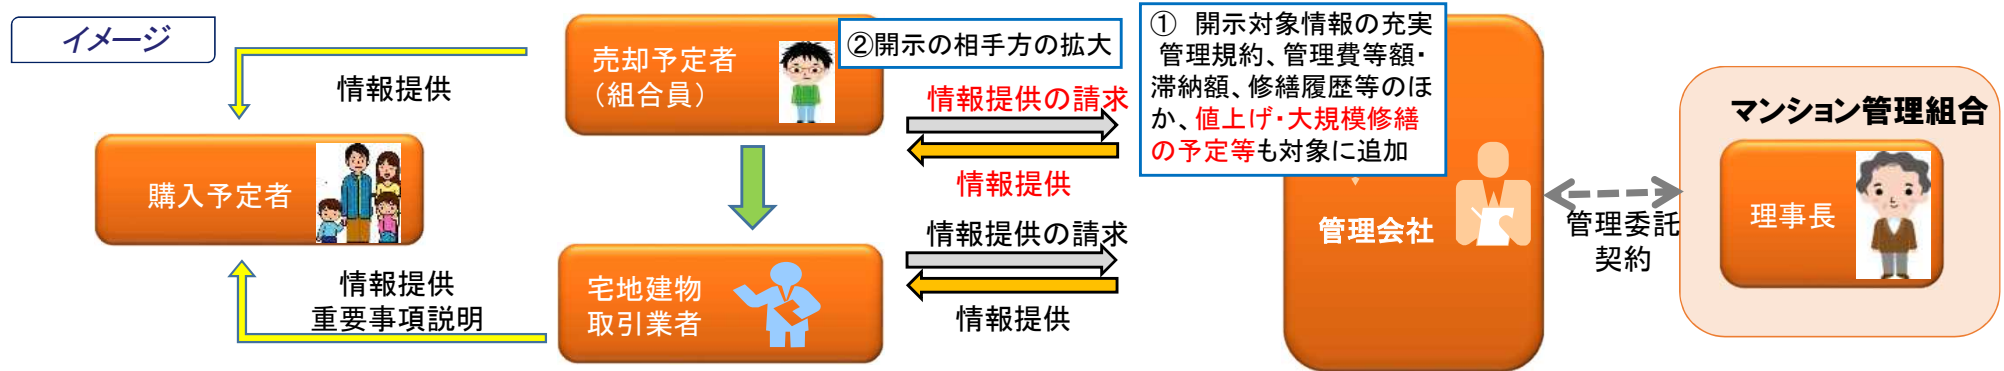 イメージ
情報提供
購入予定者
情報提供
重要事項説明
売却予定者
（組合員）
②開示の相手方の拡大
情報提供の請求
情報提供
宅地建物
取引業者
情報提供の請求
情報提供
①　開示対象情報の充実
管理規約、管理費等額・
滞納額、修繕履歴等のほ
か、値上げ・大規模修繕
の予定等も対象に追加
管理会社
管理委託
契約
マンション管理組合
理事長